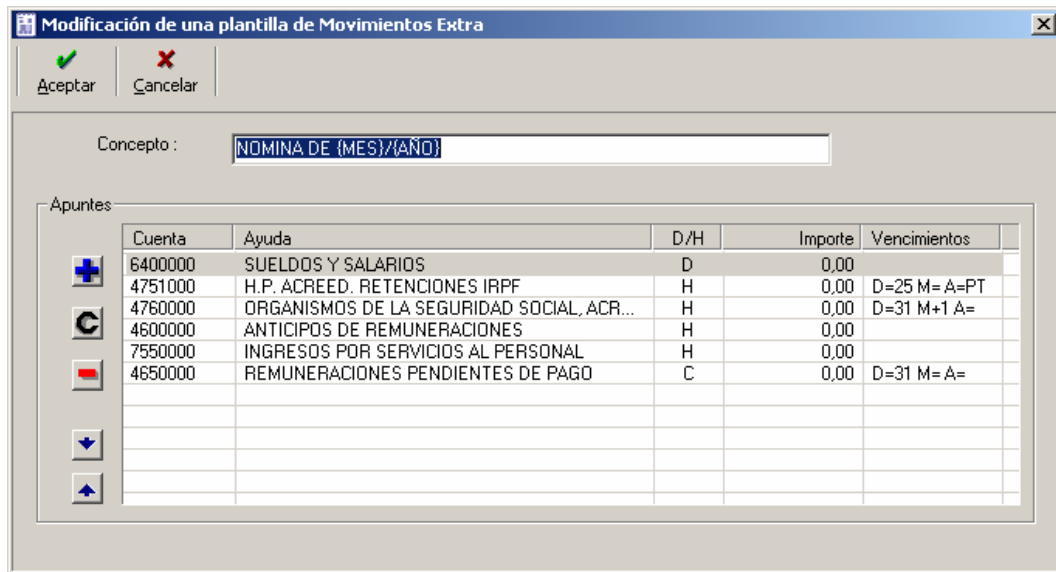 Modificación de una plantilla de Movimientos Extra
Aceptar Cancelar
Concepto : NOMINA DE {MES}/{AÑO}
Apuntes
Cuenta Ayuda D/H Importe Vencimientos
6400000 SUELDOS Y SALARIOS D 0,00
4751000 H.P. ACREED. RETENCIONES IRPF H 0,00 D=25 M= A=PT
4760000 ORGANISMOS DE LA SEGURIDAD SOCIAL, ACR... H 0,00 D=31 M+1 A=
4600000 ANTICIPOS DE REMUNERACIONES H 0,00
7550000 INGRESOS POR SERVICIOS AL PERSONAL H 0,00
4650000 REMUNERACIONES PENDIENTES DE PAGO C 0,00 D=31 M= A=
C